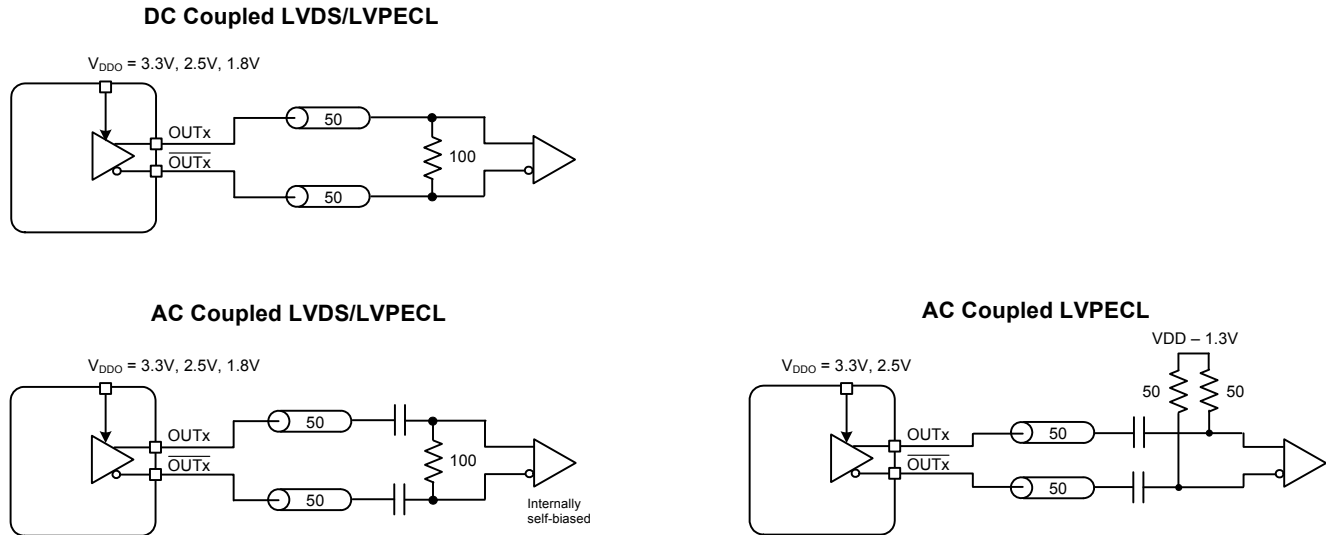 DC Coupled LVDS/LVPECL
VDDO = 3.3V, 2.5V, 1.8V
OUTx
OUTx
50
50
100
AC Coupled LVDS/LVPECL
VDDO = 3.3V, 2.5V, 1.8V
OUTx
OUTx
50
50
100
Internally
self-biased
AC Coupled LVPECL
VDD – 1.3V
VDDO = 3.3V, 2.5V
50
50
OUTx
OUTx
50
50